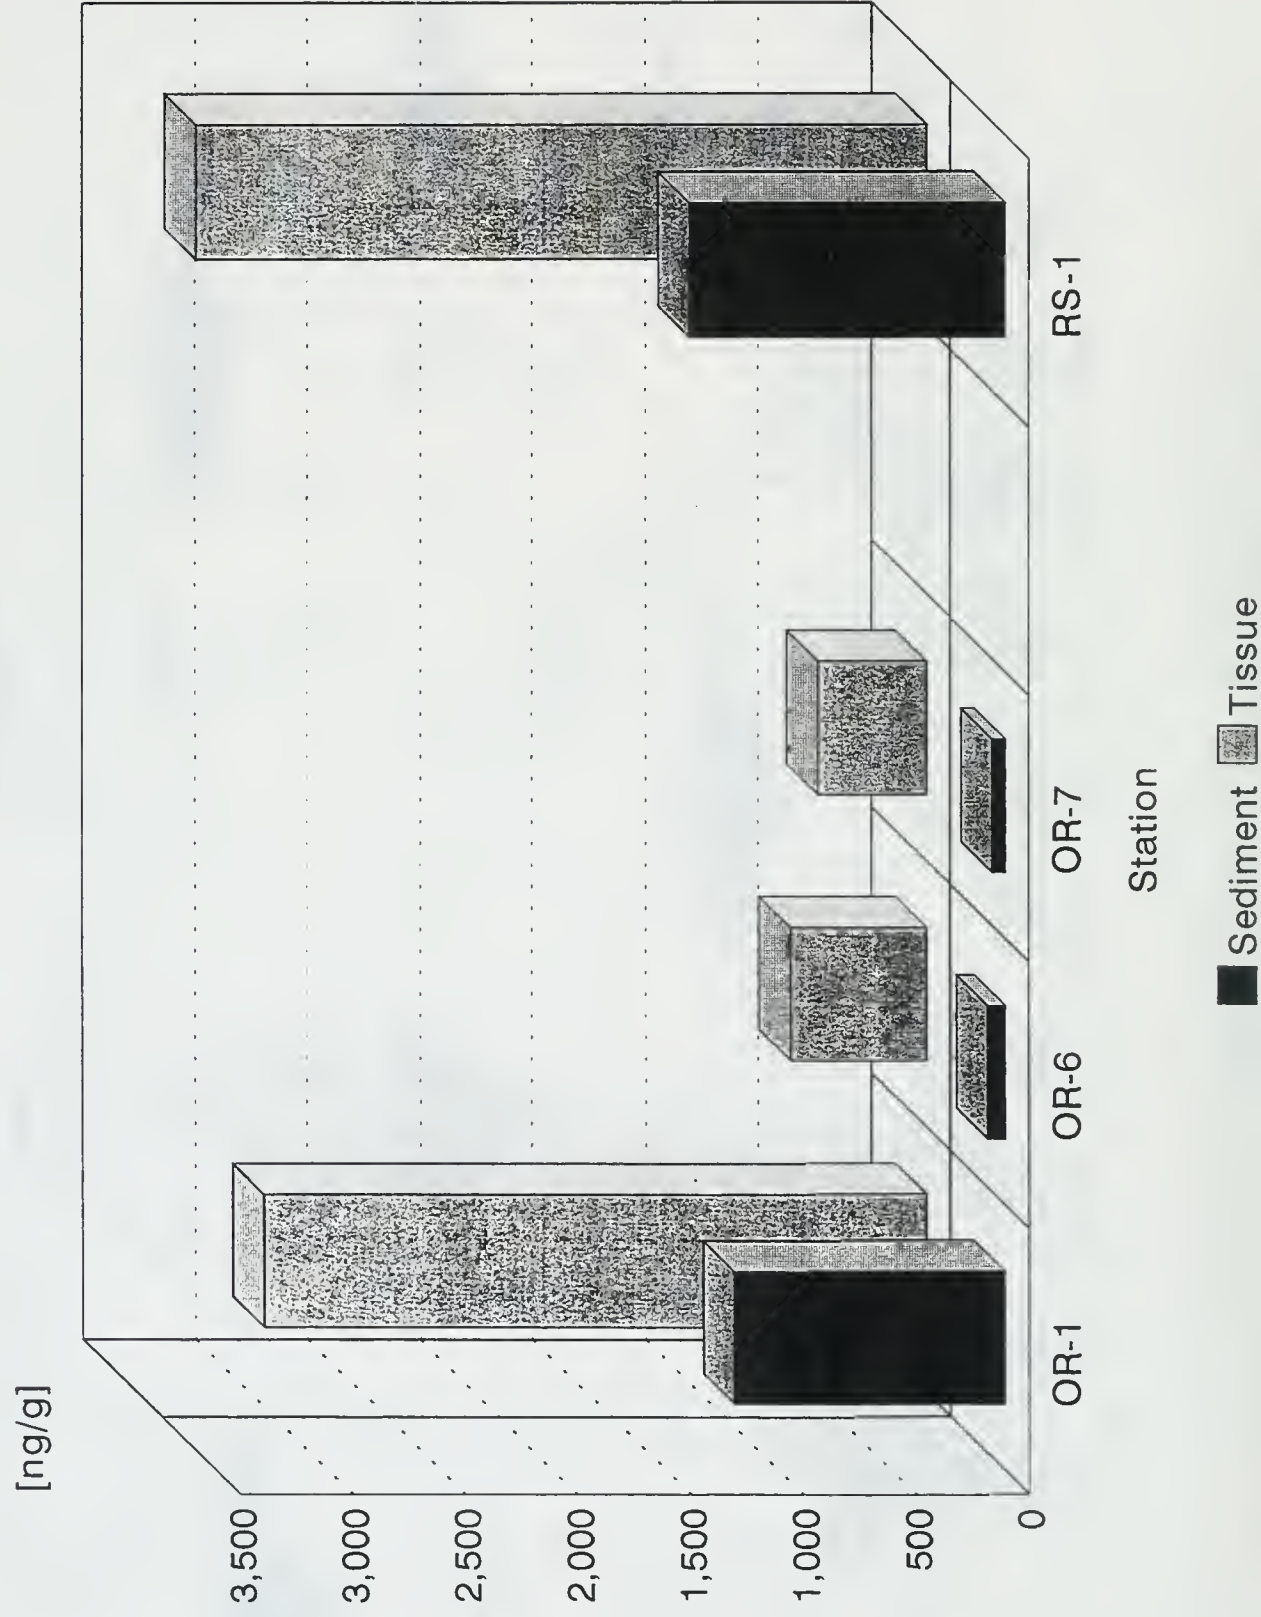 [ng/g]
3,500
3,000
2,500
2,000
1,500
1,000
500
0
OR-1
OR-6
OR-7
RS-1
Station
Sediment
Tissue